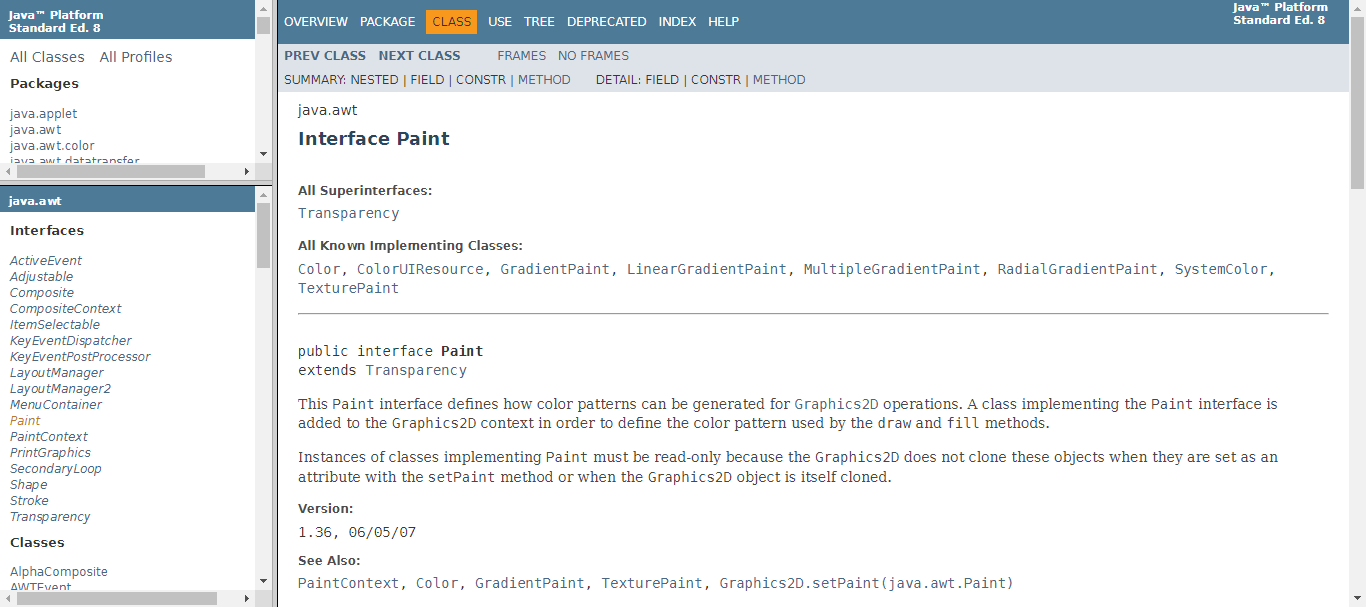 Java™ Platform
Standard Ed. 8
All Classes All Profiles
Packages
java.applet
java.awt
java.awt.color
java.awt.datatransfer
java.awt
Interfaces
ActiveEvent
Adjustable
Composite
CompositeContext
ItemSelectable
KeyEventDispatcher
KeyEventPostProcessor
LayoutManager
LayoutManager2
MenuContainer
Paint
PaintContext
PrintGraphics
SecondaryLoop
Shape
Stroke
Transparency
Classes
AlphaComposite
AWTEvent
OVERVIEW PACKAGE CLASS USE TREE DEPRECATED INDEX HELP
Java™ Platform
Standard Ed. 8
PREV CLASS NEXT CLASS FRAMES NO FRAMES
SUMMARY: NESTED | FIELD | CONSTR | METHOD DETAIL: FIELD | CONSTR | METHOD
java.awt
Interface Paint
All Superinterfaces:
Transparency
All Known Implementing Classes:
Color, ColorUIResource, GradientPaint, LinearGradientPaint, MultipleGradientPaint, RadialGradientPaint, SystemColor,
TexturePaint
public interface Paint
extends Transparency
This Paint interface defines how color patterns can be generated for Graphics2D operations. A class implementing the Paint interface is
added to the Graphics2D context in order to define the color pattern used by the draw and fill methods.
Instances of classes implementing Paint must be read-only because the Graphics2D does not clone these objects when they are set as an
attribute with the setPaint method or when the Graphics2D object is itself cloned.
Version:
1.36, 06/05/07
See Also:
PaintContext, Color, GradientPaint, TexturePaint, Graphics2D.setPaint(java.awt.Paint)